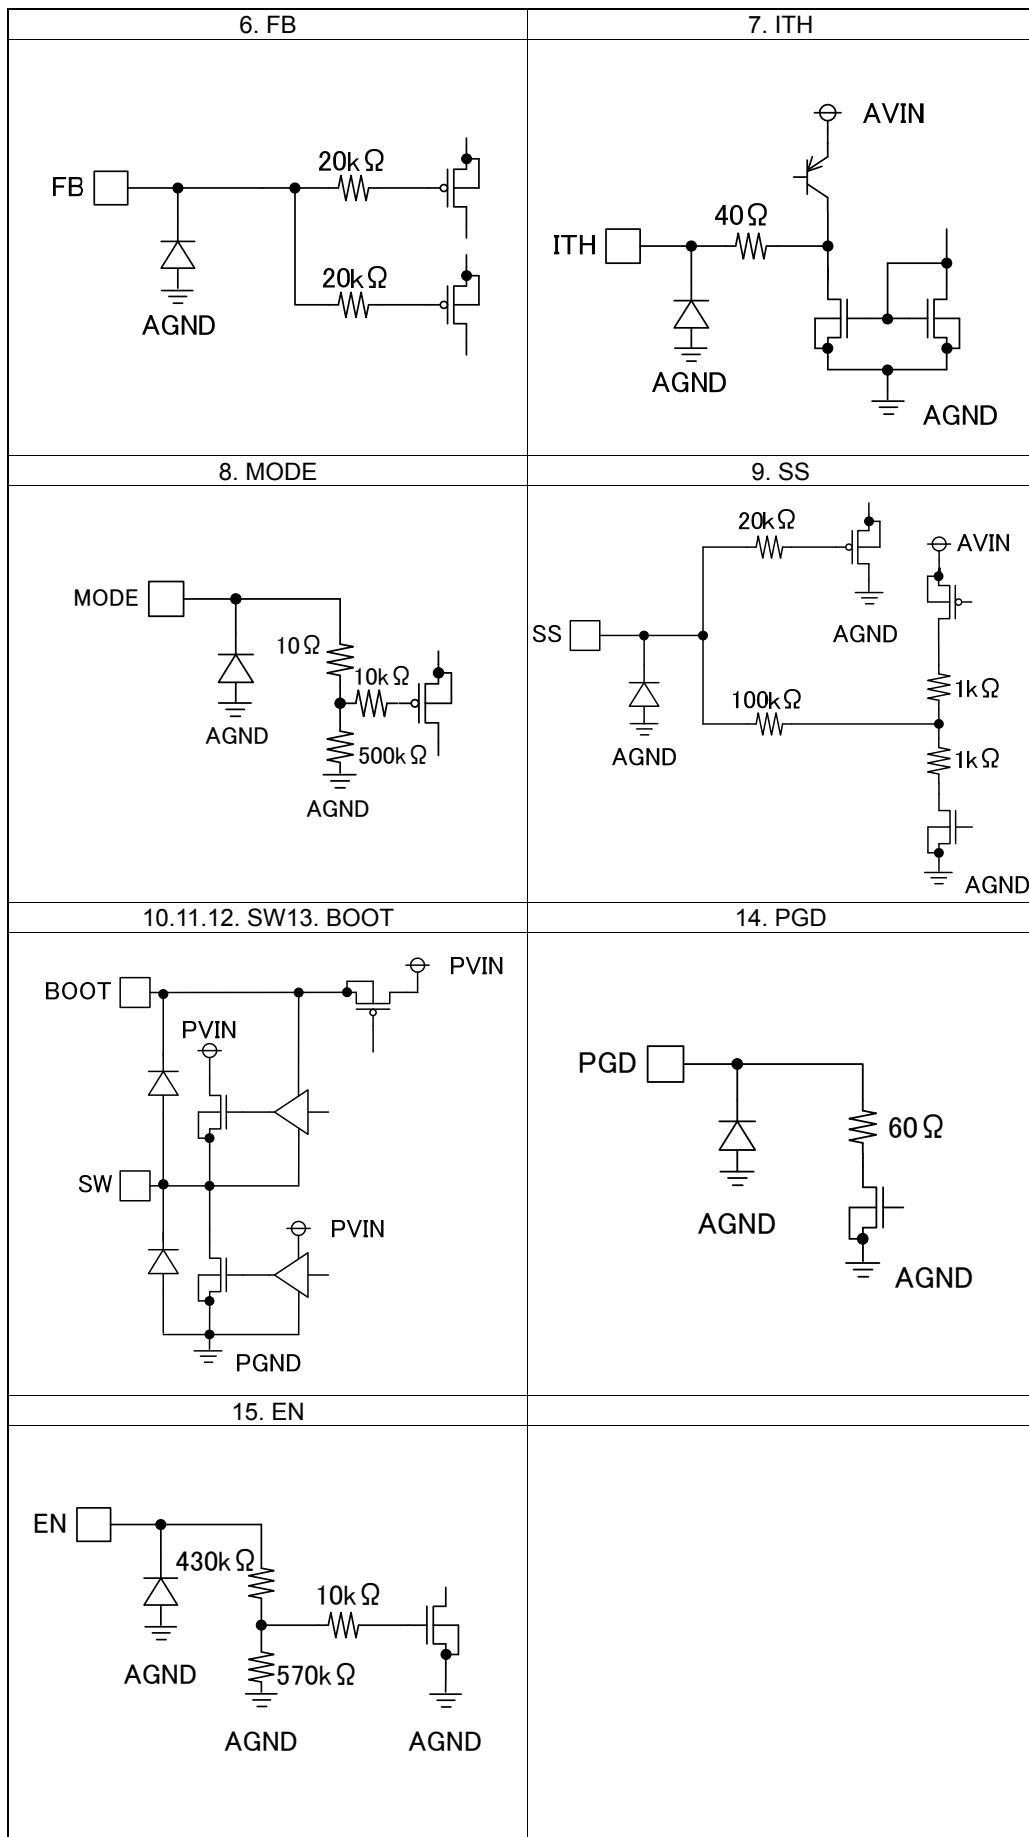 6. FB
7. ITH
AVIN
20kΩ
FB
40Ω
ITH
20kΩ
AGND
AGND
AGND
8. MODE
9. SS
20kΩ
AVIN
MODE
AGND
SS
10Ω
10kΩ
1kΩ
100kΩ
AGND
500kΩ
AGND
1kΩ
AGND
AGND
10.11.12. SW13. BOOT
14. PGD
PVIN
BOOT
PVIN
PGD
60Ω
SW
PVIN
AGND
AGND
PGND
15. EN
EN
430kΩ
10kΩ
AGND
570kΩ
AGND
AGND